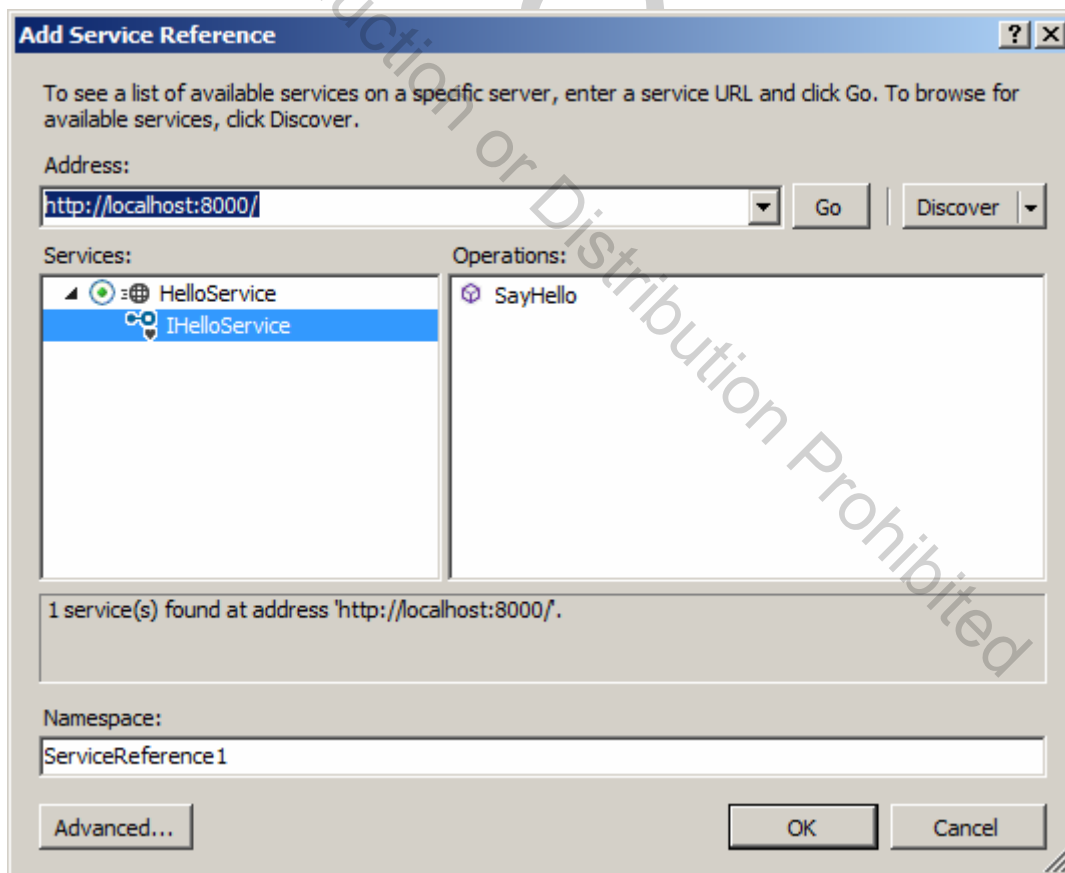 Add Service Reference
To see a list of available services on a specific server, enter a service URL and click Go. To browse for
available services, click Discover.
Address:
http://localhost:8000/
Go
Discover
Services:
Operations:
HelloService
SayHello
IHelloService
1 service(s) found at address 'http://localhost:8000/'.
Namespace:
ServiceReference1
Advanced...
OK
Cancel
or Distribution Prohibited